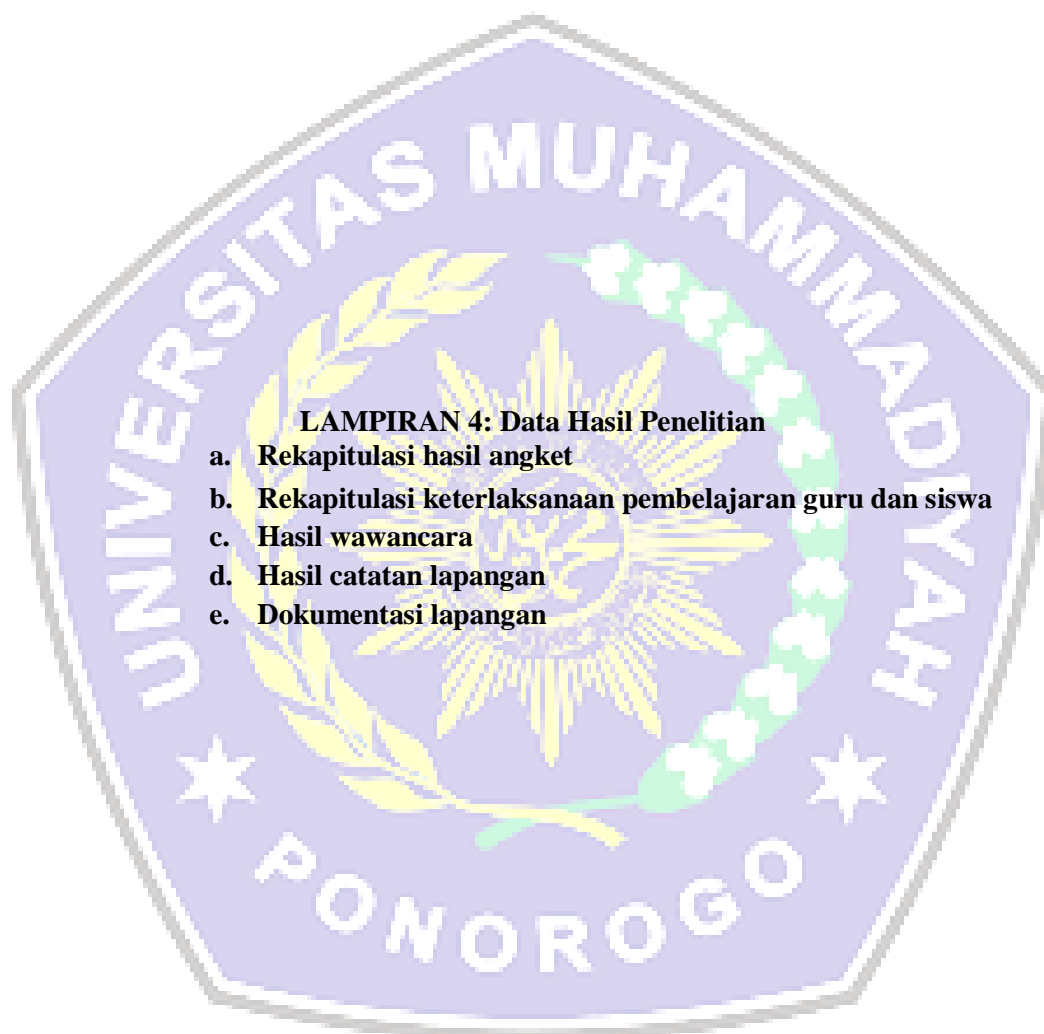 UNIVERSITAS MUHAMMADIYAH
LAMPIRAN 4: Data Hasil Penelitian
a. Rekapitulasi hasil angket
b. Rekapitulasi keterlaksanaan pembelajaran guru dan siswa
c. Hasil wawancara
d. Hasil catatan lapangan
e. Dokumentasi lapangan
PONOROGO